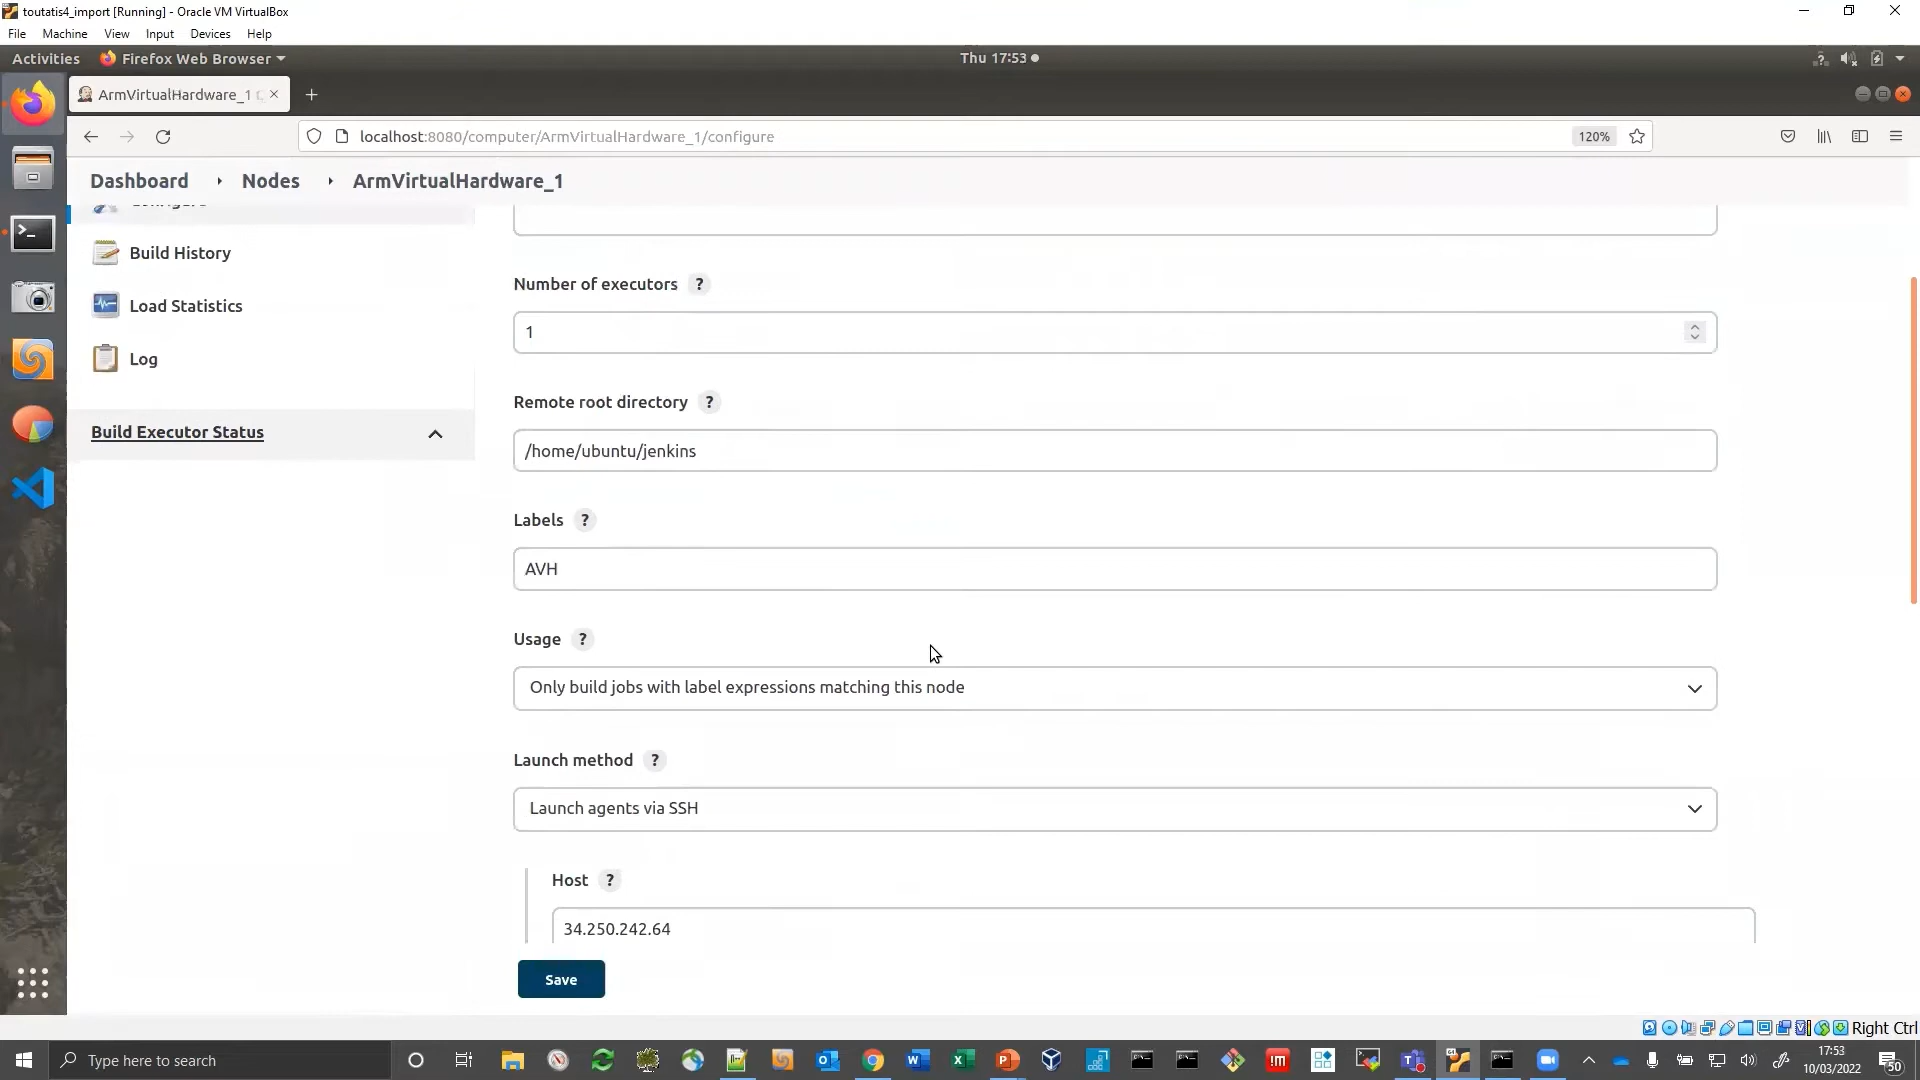 toutatis4_import [Running] - Oracle VM VirtualBox
File Machine View Input Devices Help
Activities Firefox Web Browser Thu 17:53
ArmVirtualHardware_1
localhost:8080/computer/ArmVirtualHardware_1/configure 120%
Dashboard Nodes ArmVirtualHardware_1
Build History
Load Statistics
Log
Build Executor Status
Number of executors ?
1
Remote root directory ?
/home/ubuntu/jenkins
Labels ?
AVH
Usage ?
Only build jobs with label expressions matching this node
Launch method ?
Launch agents via SSH
Host ?
34.250.242.64
Save
Right Ctrl
Type here to search
17:53
10/03/2022
50